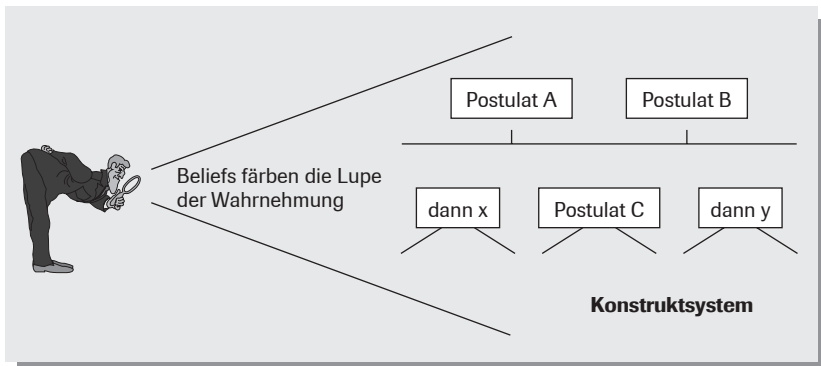 Postulat A
Postulat B
Beliefs färben die Lupe
der Wahrnehmung
dann x
Postulat C
dann y
Konstruktsystem